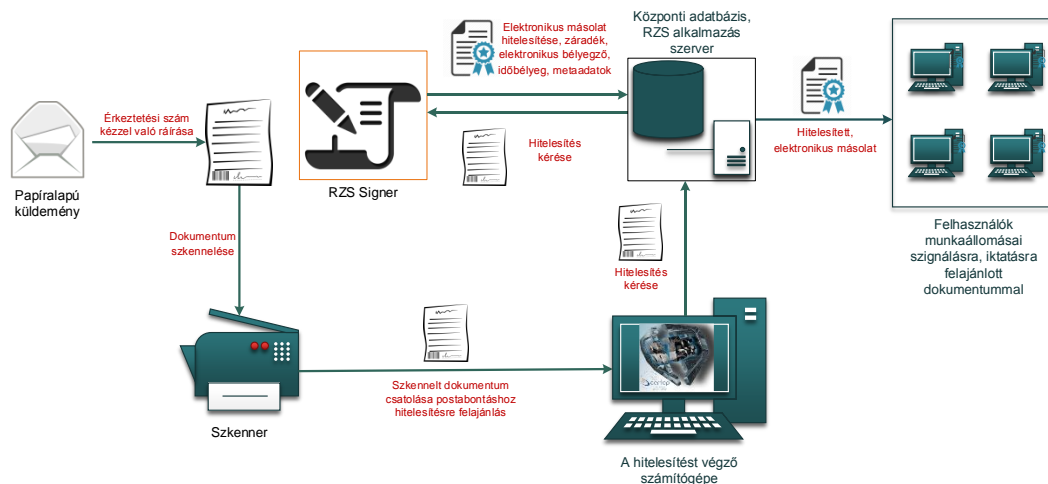 Elektronikus másolat
hitelesítése, záradék,
elektronikus bélyegző,
időbélyeg, metaadatok
Központi adatbázis,
RZS alkalmazás
szerver
Érkeztetési szám
kézzel való ráírása
Hitelesítés
kérése
Hitelesített,
elektronikus másolat
Papíralapú
küldemény
RZS Signer
Felhasználók
munkaállomásai
szignálásra, iktatásra
felajánlott
dokumentummal
Dokumentum
szkennelése
Hitelesítés
kérése
Szkennelt dokumentum
csatolása postabontáshoz
hitelesítésre felajánlás
Szkenner
A hitelesítést végző
számítógépe